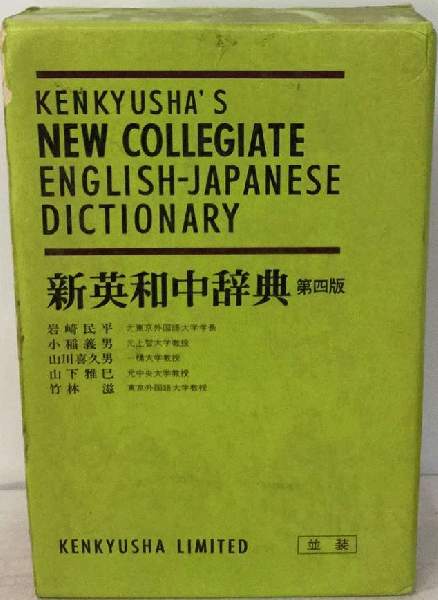 KENKYUSHA'S
NEW COLLEGIATE
ENGLISH-JAPANESE
DICTIONARY
新英和中辞典 第四版
岩崎民平 元東京外国語大学学長
小稲義男 元上智大学教授
山川喜久男 一橋大学教授
山下雅巳 元中央大学教授
竹林 滋 東京外国語大学教授
KENKYUSHA LIMITED 並装